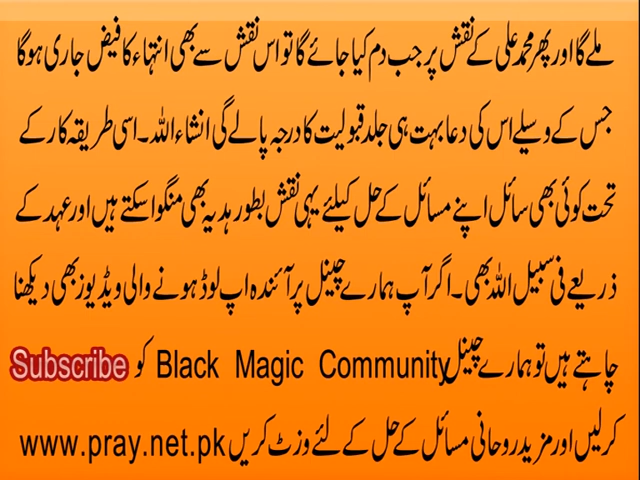 ملے گا اور پھر محمد علی کے نقش پر جب دم کیا جائے گا تو اس نقش سے بھی انتہاء کا فیض جاری ہوگا
جس کے وسیلے اس کی دعا بہت ہی جلد قبولیت کا درجہ پالے گی انشاء اللہ۔ اسی طریقہ کار کے
تحت کوئی بھی سائل اپنے مسائل کے حل کیلئے یہی نقش بطور ہدیہ بھی منگوا سکتے ہیں اور عہد کے
ذریعے فی سبیل اللہ بھی۔ اگر آپ ہمارے چینل پر آئندہ اپ لوڈ ہونے والی ویڈیوز بھی دیکھنا
چاہتے ہیں تو ہمارے چینل Black Magic Community کو Subscribe
کرلیں اور مزید روحانی مسائل کے حل کے لئے وزٹ کریں www.pray.net.pk